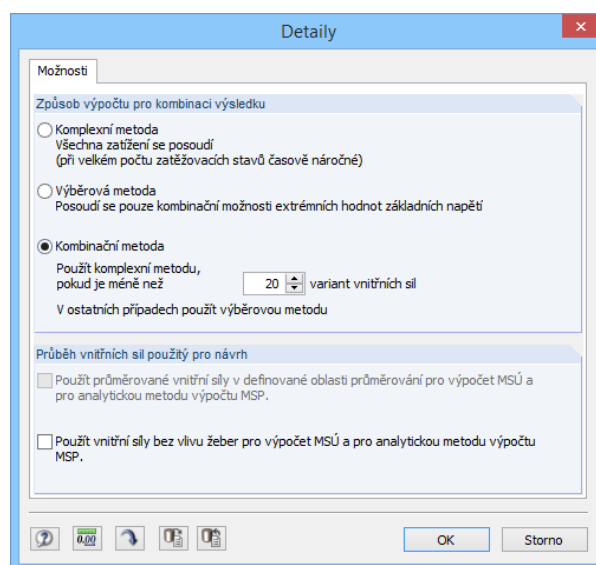 Detaily
Možnosti
Způsob výpočtu pro kombinaci výsledku
Komplexní metoda
Všechna zatížení se posoudí
(při velkém počtu zatěžovacích stavů časově náročné)
Výběrová metoda
Posoudí se pouze kombinační možnosti extrémních hodnot základních napětí
Kombinační metoda
Použít komplexní metodu,
pokud je méně než 20 variant vnitřních sil
V ostatních případech použít výběrovou metodu
Průběh vnitřních sil použitý pro návrh
Použít průměrované vnitřní síly v definované oblasti průměrování pro výpočet MSÚ a
pro analytickou metodu výpočtu MSP.
Použít vnitřní síly bez vlivu žeber pro výpočet MSÚ a pro analytickou metodu výpočtu
MSP.
0,00
OK Storno